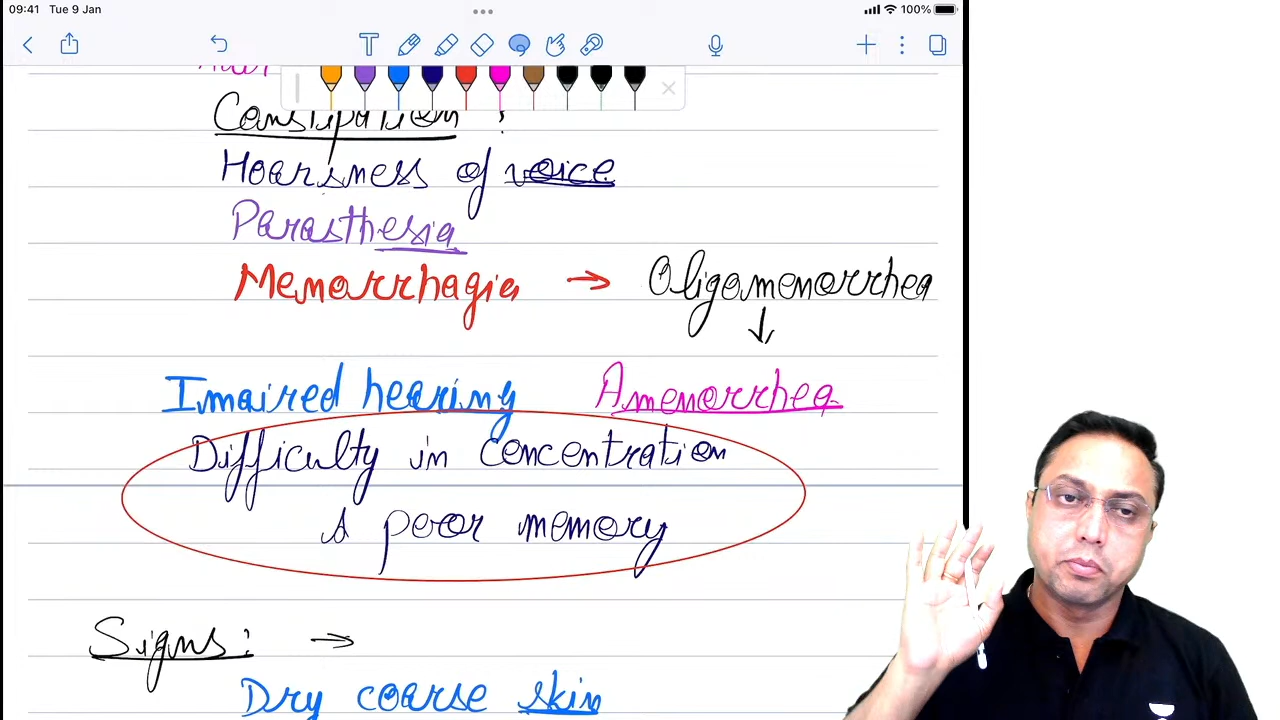 09:41 Tue 9 Jan
100%
Constipation :
Hoarsness of voice
Parasthesia
Menorrhagia → Oligomenorrhea
↓
Imaired hearing Amenorrhea
Difficulty in concentration
& poor memory
Signs: →
Dry coarse skin